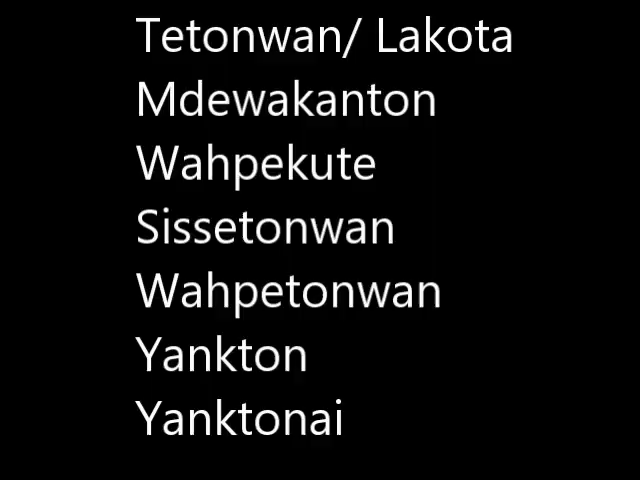 Tetonwan/ Lakota
Mdewakanton
Wahpekute
Sissetonwan
Wahpetonwan
Yankton
Yanktonai